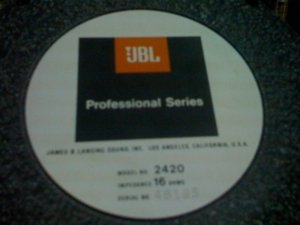 JBL
Professional Series
JAMES B LANSING SOUND, INC. LOS ANGELES, CALIFORNIA, U.S.A.
MODEL NO. 2420
IMPEDANCE 16 OHMS
SERIAL NO.